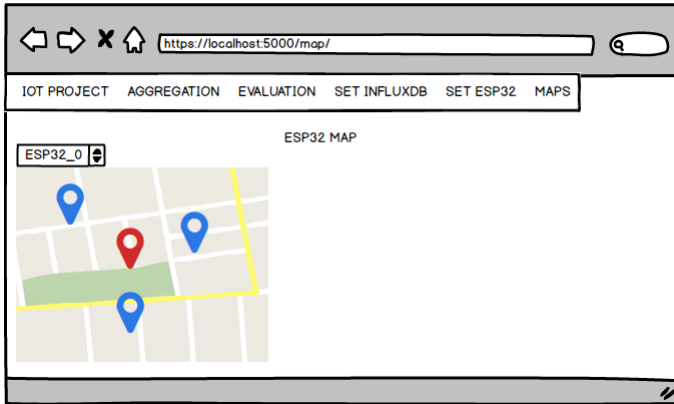 https://localhost:5000/map/
IOT PROJECT AGGREGATION EVALUATION SET INFLUXDB SET ESP32 MAPS
ESP32 MAP
ESP32_0